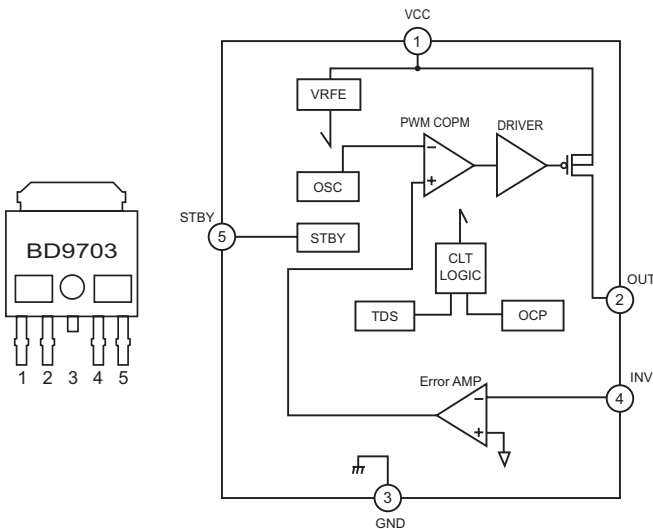 VCC
1
VRFE
PWM COPM
DRIVER
−
+
OSC
BD9703
STBY
5
STBY
CLT
LOGIC
OUT
2
TDS
OCP
1 2 3 4 5
Error AMP
−
+
INV
4
3
GND